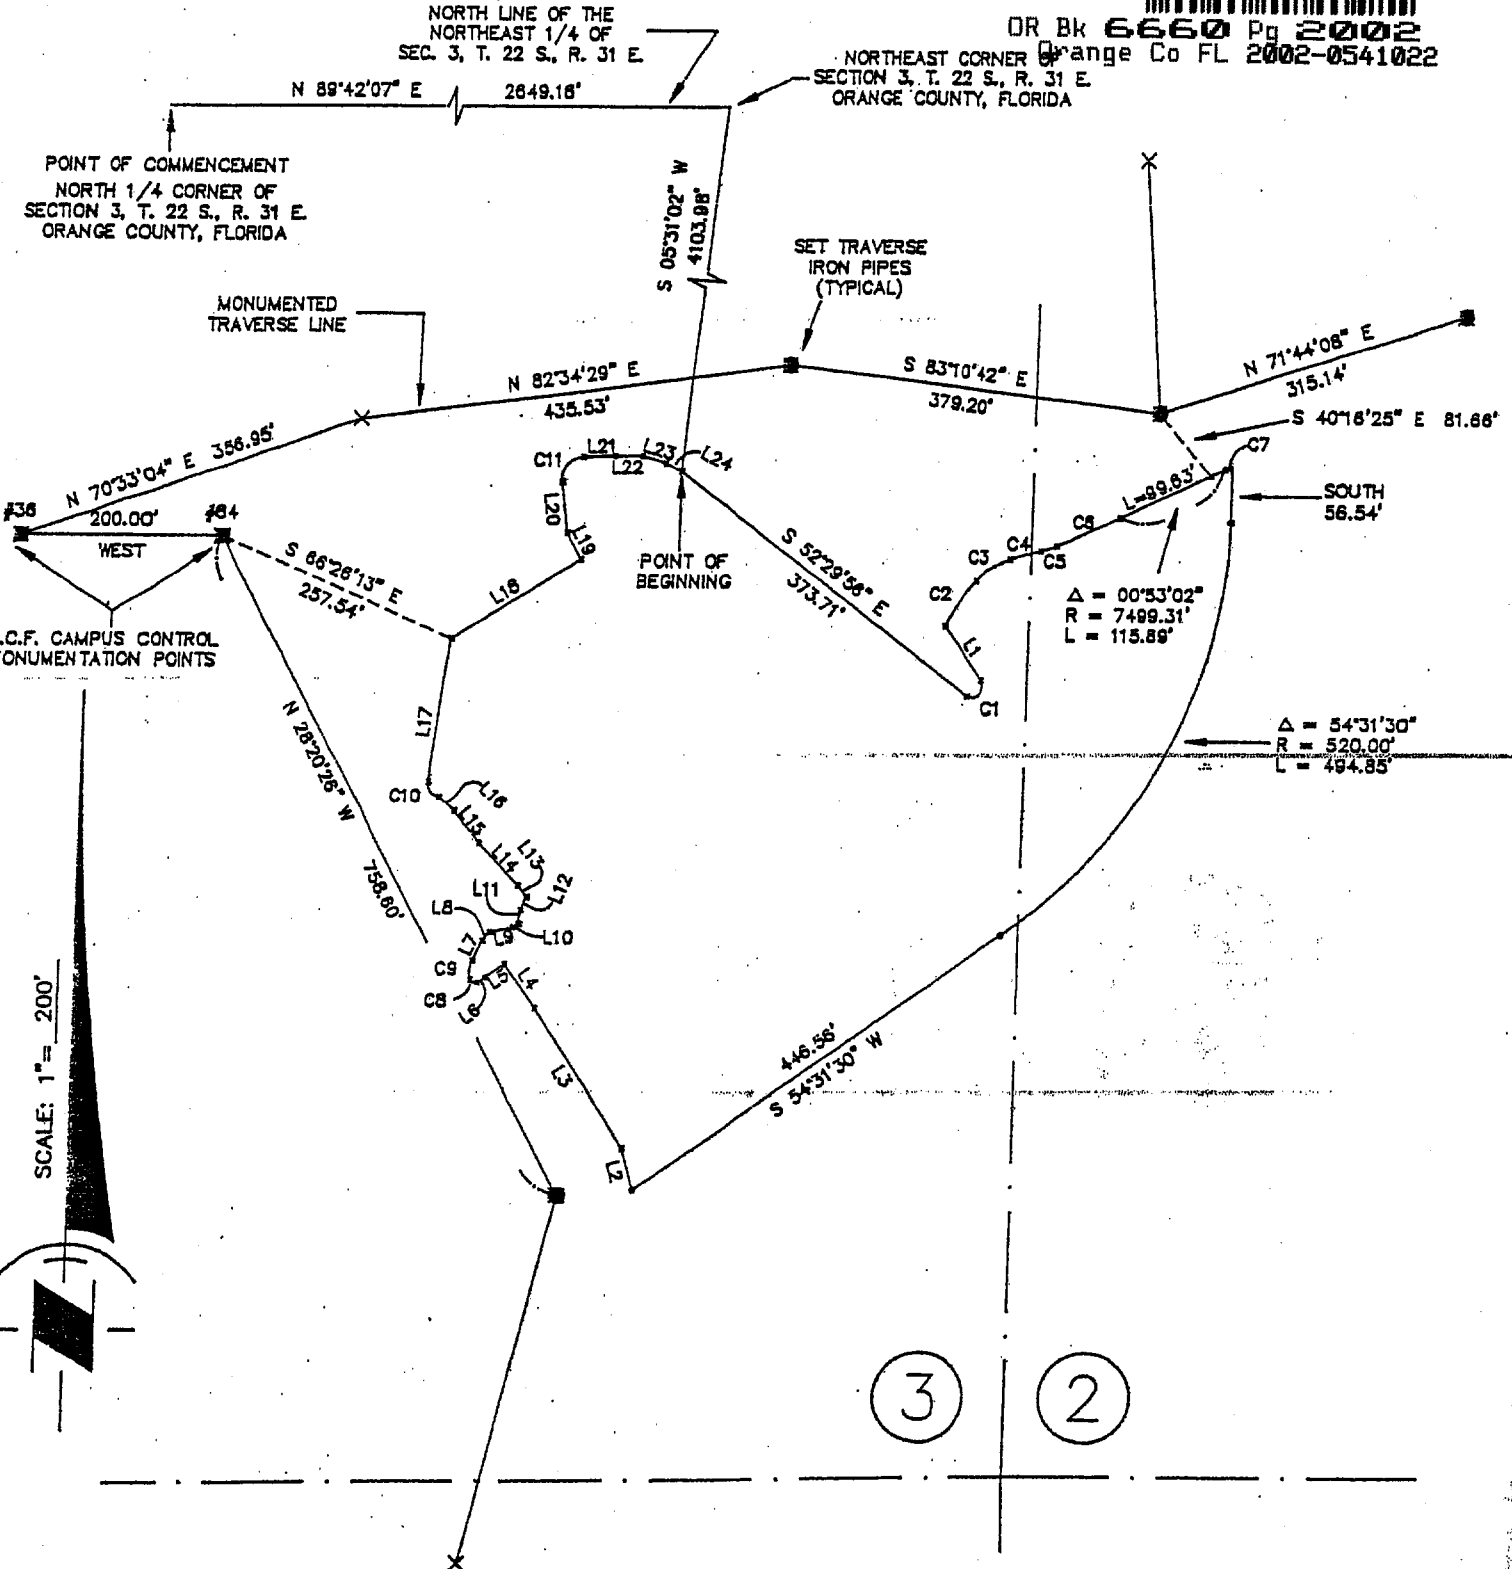 OR Bk 6660 Pg 2002
Orange Co FL 2002-0541022
NORTH LINE OF THE
NORTHEAST 1/4 OF
SEC. 3, T. 22 S., R. 31 E.
NORTHEAST CORNER OF
SECTION 3, T. 22 S., R. 31 E.
ORANGE COUNTY, FLORIDA
N 89°42'07" E 2649.16'
POINT OF COMMENCEMENT
NORTH 1/4 CORNER OF
SECTION 3, T. 22 S., R. 31 E.
ORANGE COUNTY, FLORIDA
S 05°31'02" W
4103.98'
SET TRAVERSE
IRON PIPES
(TYPICAL)
MONUMENTED
TRAVERSE LINE
N 82°34'29" E
435.53'
S 83°10'42" E
379.20'
N 71°44'08" E
315.14'
S 40°16'25" E 81.66'
N 70°33'04" E 356.95'
#36
200.00'
WEST
#64
S 66°26'13" E
257.54'
C11
L21
L22
L23
L24
L20
L19
L18
POINT OF
BEGINNING
S 52°29'56" E
373.71'
C7
L=99.63'
SOUTH
56.54'
C6
C5
C4
C3
C2
L1
C1
Δ = 00°53'02"
R = 7499.31'
L = 115.69'
.C.F. CAMPUS CONTROL
ONUMENTATION POINTS
L17
N 28°20'26" W
758.60'
Δ = 54°31'30"
R = 520.00'
L = 494.85'
C10
L16
L15
L14
L13
L12
L11
L10
L8
L9
L7
C9
C8
L6
L5
L4
L3
L2
446.56'
S 54°31'30" W
SCALE: 1"= 200'
3
2